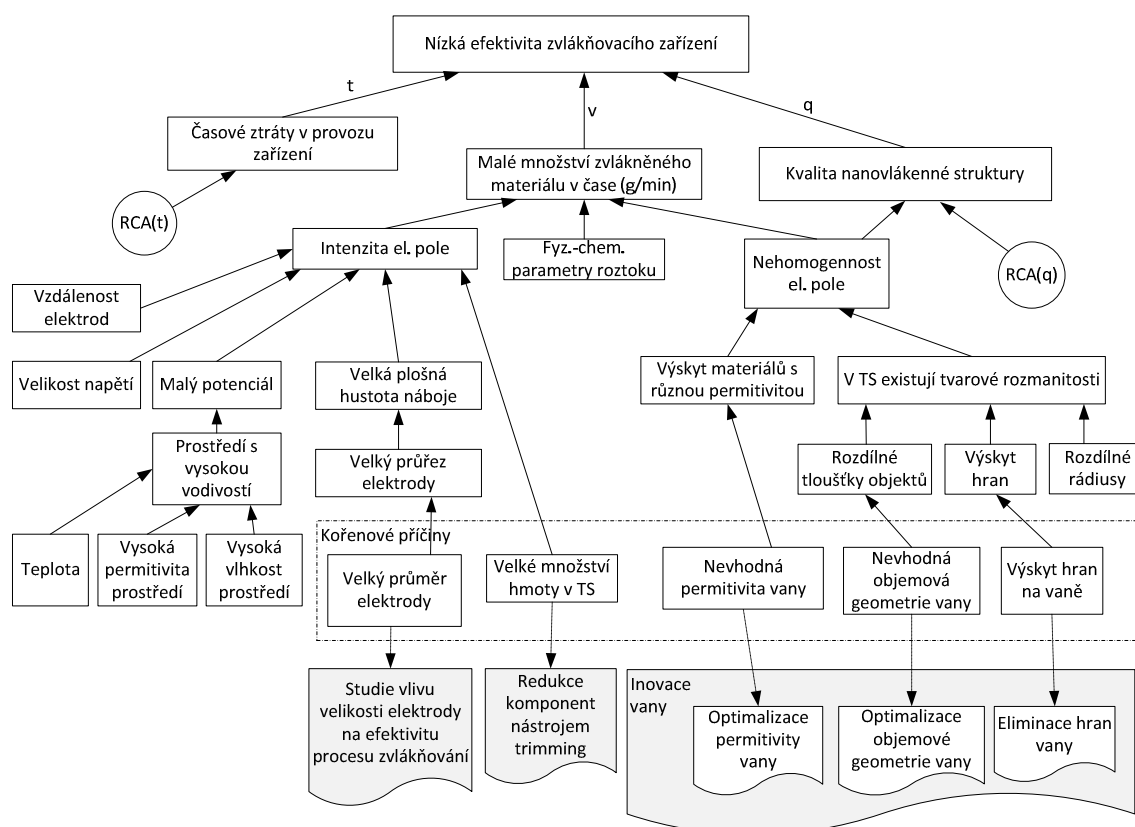 Nízká efektivita zvlákňovacího zařízení
t
v
q
Časové ztráty v provozu
zařízení
Malé množství zvlákněného
materiálu v čase (g/min)
Kvalita nanovlákenné struktury
RCA(t)
Intenzita el. pole
Fyz.-chem.
parametry roztoku
Nehomogennost
el. pole
RCA(q)
Vzdálenost
elektrod
Velikost napětí
Malý potenciál
Velká plošná
hustota náboje
Výskyt materiálů s
různou permitivitou
V TS existují tvarové rozmanitosti
Prostředí s
vysokou
vodivostí
Velký průřez
elektrody
Rozdílné
tloušťky objektů
Výskyt
hran
Rozdílné
rádiusy
Teplota
Vysoká
permitivita
prostředí
Vysoká
vlhkost
prostředí
Kořenové příčiny
Velký průměr
elektrody
Velké množství
hmoty v TS
Nevhodná
permitivita vany
Nevhodná
objemová
geometrie vany
Výskyt hran
na vaně
Studie vlivu
velikosti elektrody
na efektivitu
procesu zvlákňování
Redukce
komponent
nástrojem
trimming
Inovace
vany
Optimalizace
permitivity
vany
Optimalizace
objemové
geometrie vany
Eliminace hran
vany